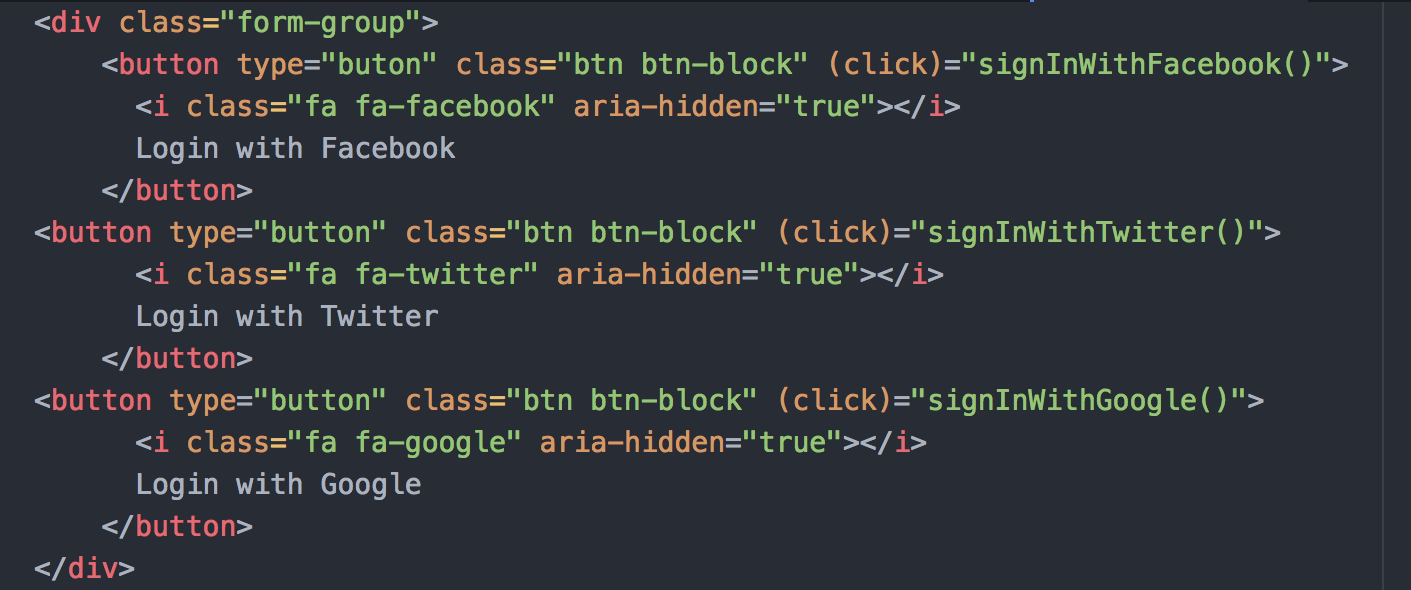 <div class="form-group">
    <button type="buton" class="btn btn-block" (click)="signInWithFacebook()">
      <i class="fa fa-facebook" aria-hidden="true"></i>
      Login with Facebook
    </button>
<button type="button" class="btn btn-block" (click)="signInWithTwitter()">
      <i class="fa fa-twitter" aria-hidden="true"></i>
      Login with Twitter
    </button>
<button type="button" class="btn btn-block" (click)="signInWithGoogle()">
      <i class="fa fa-google" aria-hidden="true"></i>
      Login with Google
    </button>
</div>